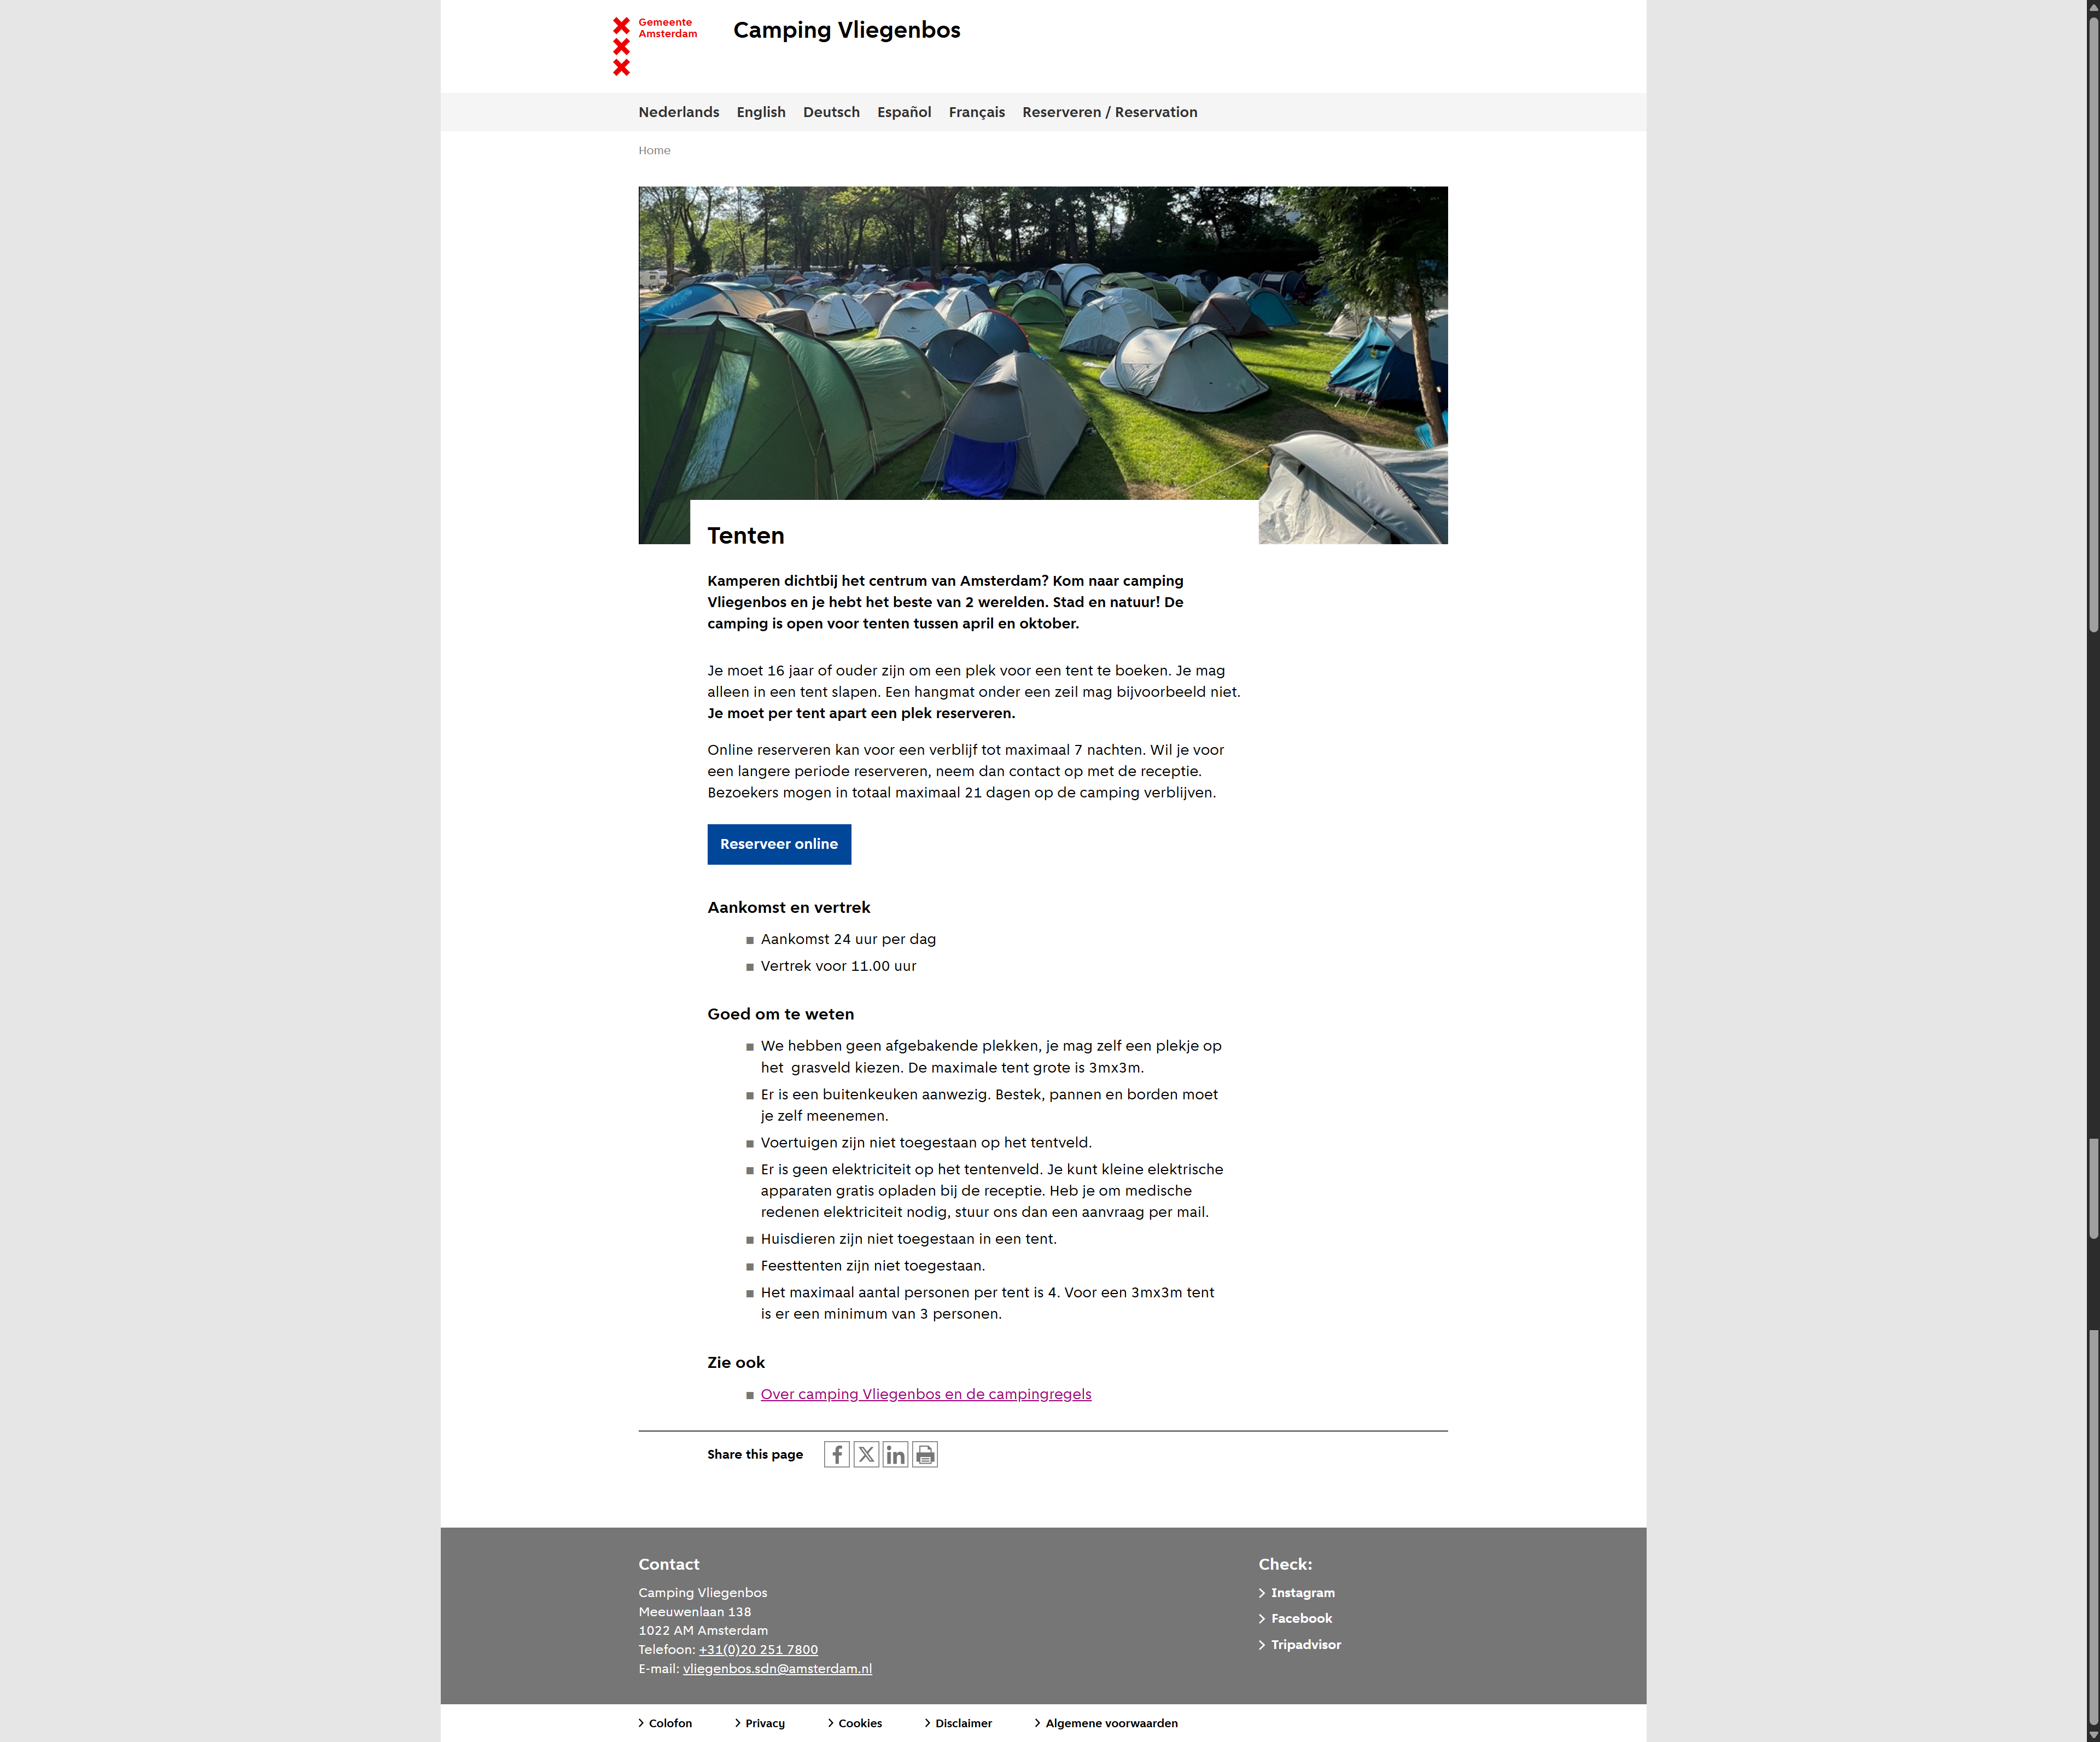 Gemeente
Amsterdam
Camping Vliegenbos
Nederlands English Deutsch Español Français Reserveren / Reservation
Home
Tenten
Kamperen dichtbij het centrum van Amsterdam? Kom naar camping
Vliegenbos en je hebt het beste van 2 werelden. Stad en natuur! De
camping is open voor tenten tussen april en oktober.
Je moet 16 jaar of ouder zijn om een plek voor een tent te boeken. Je mag
alleen in een tent slapen. Een hangmat onder een zeil mag bijvoorbeeld niet.
Je moet per tent apart een plek reserveren.
Online reserveren kan voor een verblijf tot maximaal 7 nachten. Wil je voor
een langere periode reserveren, neem dan contact op met de receptie.
Bezoekers mogen in totaal maximaal 21 dagen op de camping verblijven.
Reserveer online
Aankomst en vertrek
Aankomst 24 uur per dag
Vertrek voor 11.00 uur
Goed om te weten
We hebben geen afgebakende plekken, je mag zelf een plekje op
het grasveld kiezen. De maximale tent grote is 3mx3m.
Er is een buitenkeuken aanwezig. Bestek, pannen en borden moet
je zelf meenemen.
Voertuigen zijn niet toegestaan op het tentveld.
Er is geen elektriciteit op het tentenveld. Je kunt kleine elektrische
apparaten gratis opladen bij de receptie. Heb je om medische
redenen elektriciteit nodig, stuur ons dan een aanvraag per mail.
Huisdieren zijn niet toegestaan in een tent.
Feesttenten zijn niet toegestaan.
Het maximaal aantal personen per tent is 4. Voor een 3mx3m tent
is er een minimum van 3 personen.
Zie ook
Over camping Vliegenbos en de campingregels
Share this page
Contact
Camping Vliegenbos
Meeuwenlaan 138
1022 AM Amsterdam
Telefoon: +31(0)20 251 7800
E-mail: vliegenbos.sdn@amsterdam.nl
Check:
Instagram
Facebook
Tripadvisor
Colofon Privacy Cookies Disclaimer Algemene voorwaarden